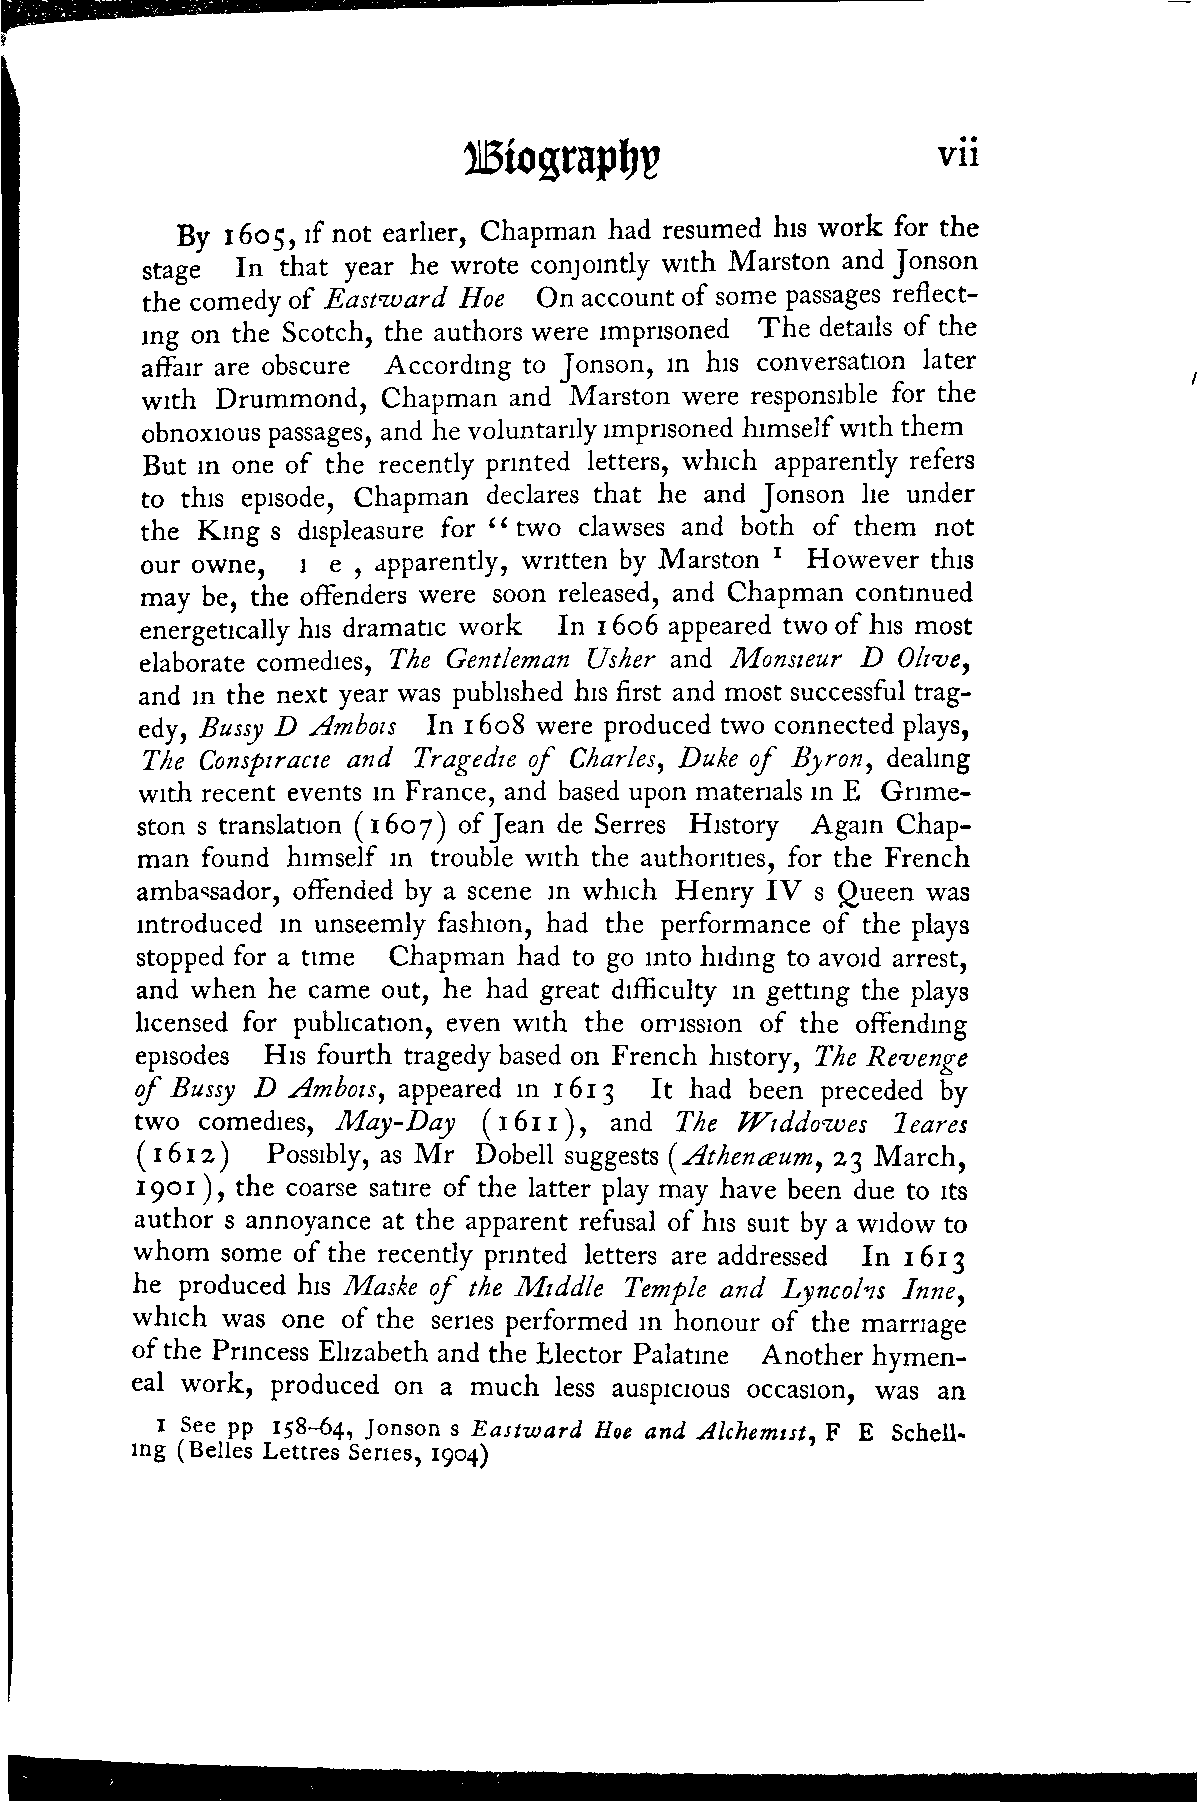 Biography vii
By 1605, if not earlier, Chapman had resumed his work for the
stage In that year he wrote conjointly with Marston and Jonson
the comedy of Eastward Hoe On account of some passages reflect-
ing on the Scotch, the authors were imprisoned The details of the
affair are obscure According to Jonson, in his conversation later
with Drummond, Chapman and Marston were responsible for the
obnoxious passages, and he voluntarily imprisoned himself with them
But in one of the recently printed letters, which apparently refers
to this episode, Chapman declares that he and Jonson lie under
the King s displeasure for “ two clawses and both of them not
our owne, i e , apparently, written by Marston 1 However this
may be, the offenders were soon released, and Chapman continued
energetically his dramatic work In 1606 appeared two of his most
elaborate comedies, The Gentleman Usher and Monsieur D Olive,
and in the next year was published his first and most successful trag-
edy, Bussy D Ambois In 1608 were produced two connected plays,
The Conspiracie and Tragedie of Charles, Duke of Byron, dealing
with recent events in France, and based upon materials in E Grime-
ston s translation (1607) of Jean de Serres History Again Chap-
man found himself in trouble with the authorities, for the French
ambassador, offended by a scene in which Henry IV s Queen was
introduced in unseemly fashion, had the performance of the plays
stopped for a time Chapman had to go into hiding to avoid arrest,
and when he came out, he had great difficulty in getting the plays
licensed for publication, even with the omission of the offending
episodes His fourth tragedy based on French history, The Revenge
of Bussy D Ambois, appeared in 1613 It had been preceded by
two comedies, May-Day (1611), and The Widdowes Teares
(1612) Possibly, as Mr Dobell suggests (Athenæum, 23 March,
1901), the coarse satire of the latter play may have been due to its
author s annoyance at the apparent refusal of his suit by a widow to
whom some of the recently printed letters are addressed In 1613
he produced his Maske of the Middle Temple and Lyncolns Inne,
which was one of the series performed in honour of the marriage
of the Princess Elizabeth and the Elector Palatine Another hymen-
eal work, produced on a much less auspicious occasion, was an
1 See pp 158–64, Jonson s Eastward Hoe and Alchemist, F E Schell-
ing (Belles Lettres Series, 1904)